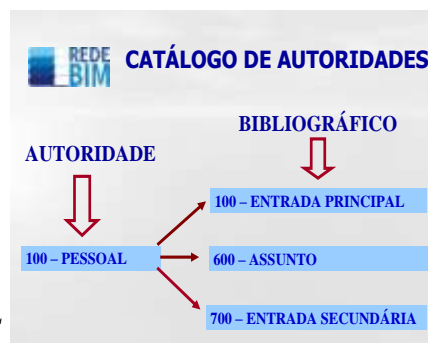 REDE
BIM
CATÁLOGO DE AUTORIDADES
BIBLIOGRÁFICO
AUTORIDADE
100 – ENTRADA PRINCIPAL
100 – PESSOAL
600 – ASSUNTO
700 – ENTRADA SECUNDÁRIA